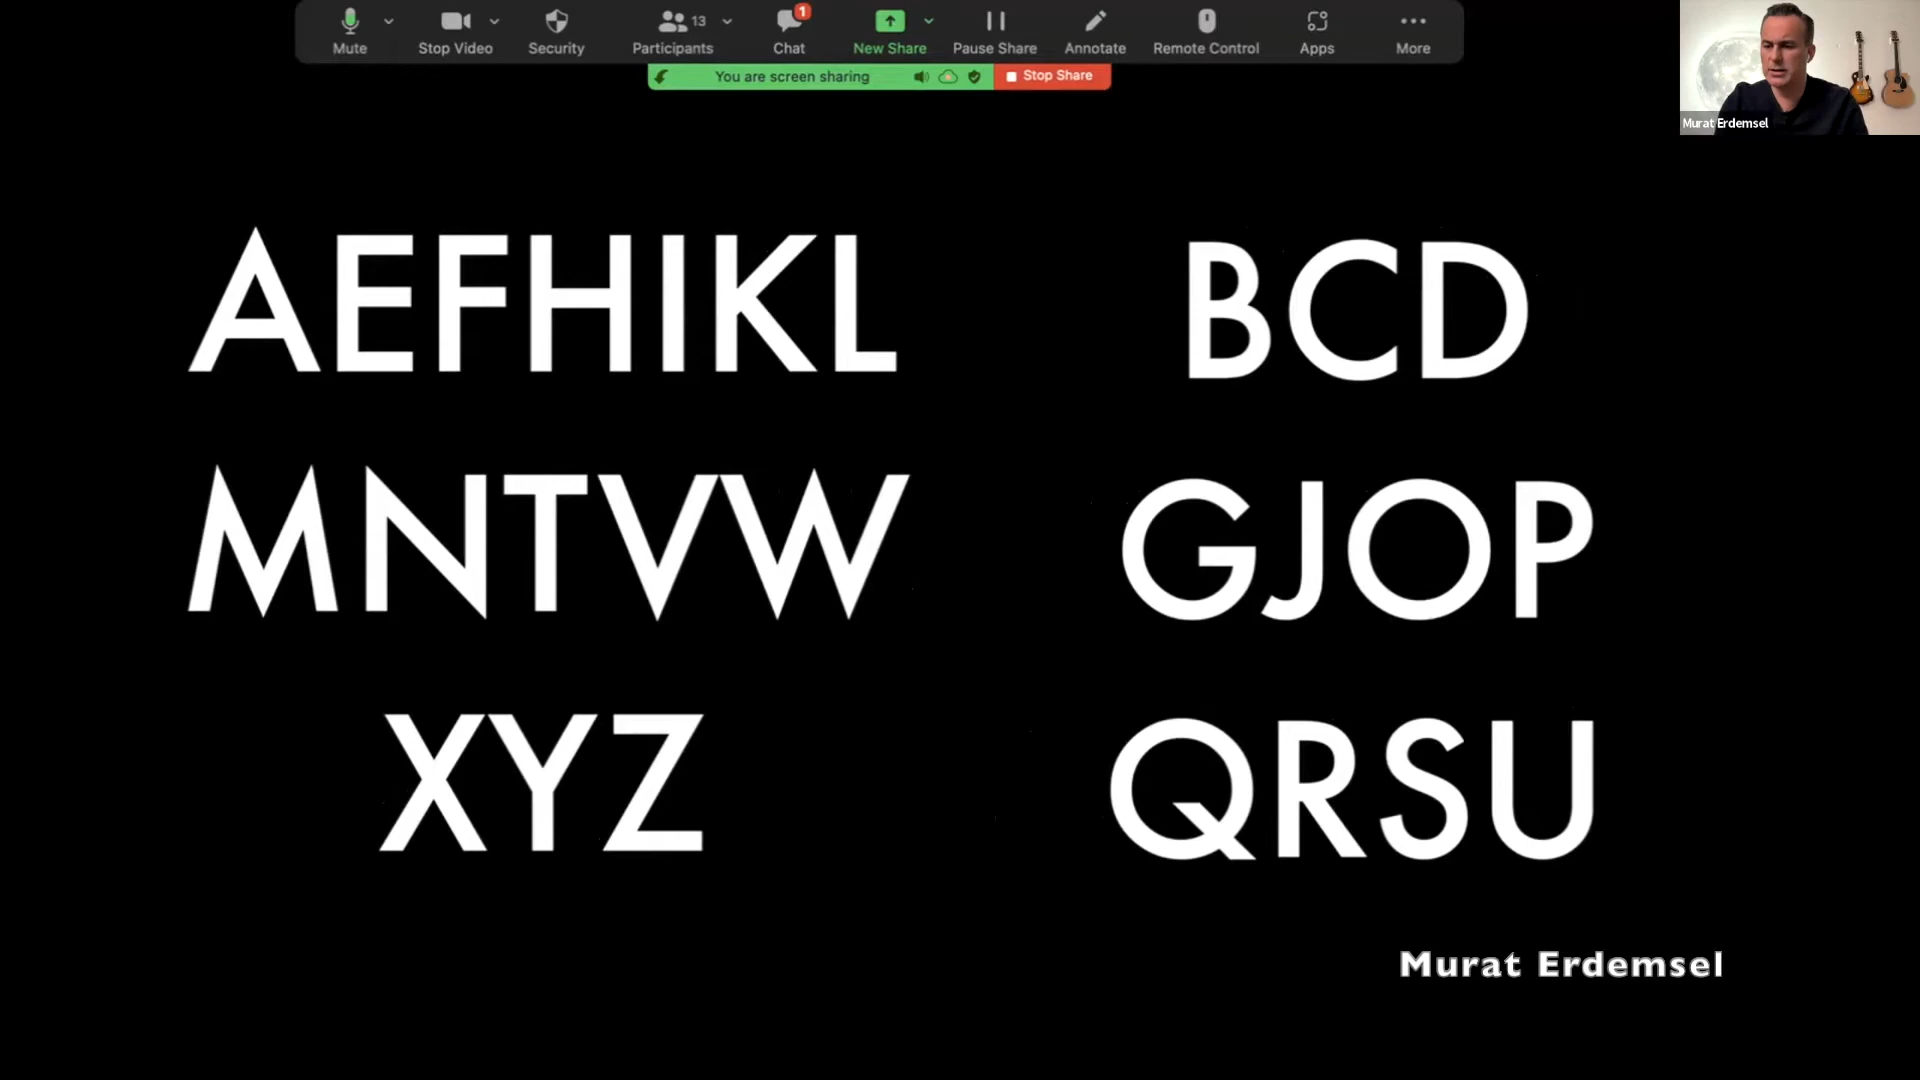 Mute
Stop Video
Security
13
Participants
1
Chat
New Share
Pause Share
Annotate
Remote Control
Apps
More
You are screen sharing
Stop Share
Murat Erdemsel
AEFHIKL
MNTVW
XYZ
BCD
GJOP
QRSU
Murat Erdemsel